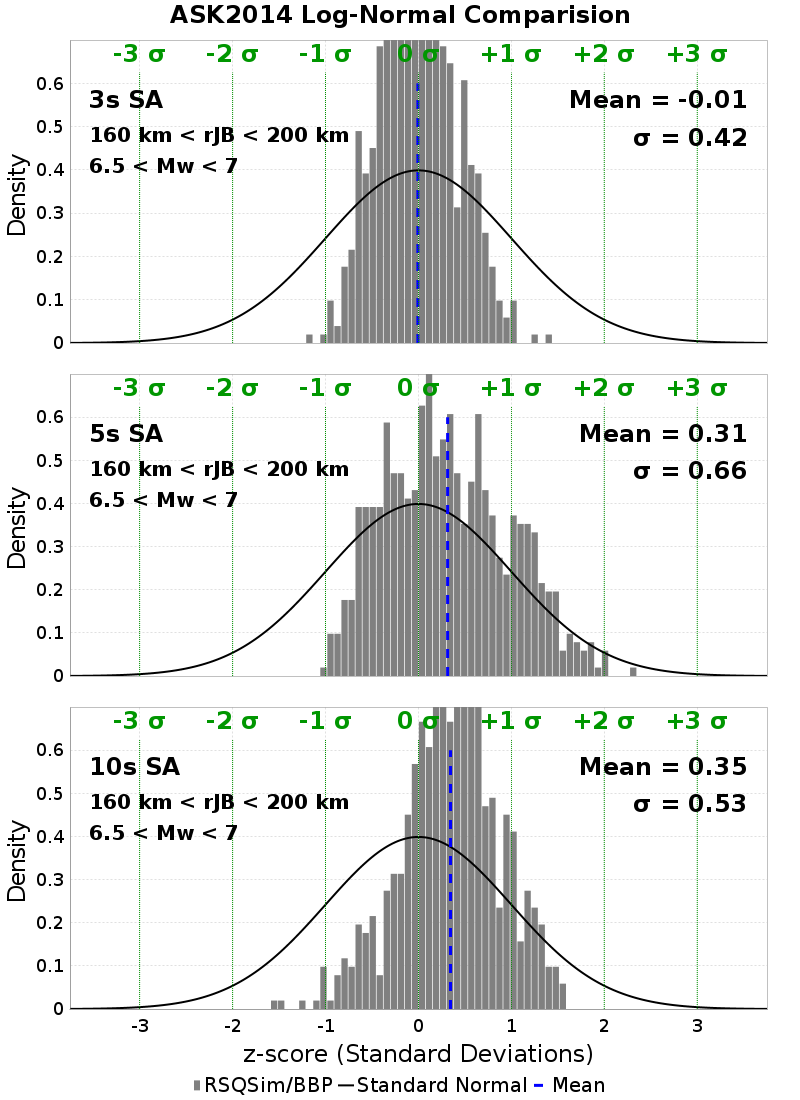 ASK2014 Log-Normal Comparision
-3 σ -2 σ -1 σ 0 σ +1 σ +2 σ +3 σ
3s SA
160 km < rJB < 200 km
6.5 < Mw < 7
Mean = -0.01
σ = 0.42
Density
0.6
0.5
0.4
0.3
0.2
0.1
0
-3 σ -2 σ -1 σ 0 σ +1 σ +2 σ +3 σ
5s SA
160 km < rJB < 200 km
6.5 < Mw < 7
Mean = 0.31
σ = 0.66
Density
0.6
0.5
0.4
0.3
0.2
0.1
0
-3 σ -2 σ -1 σ 0 σ +1 σ +2 σ +3 σ
10s SA
160 km < rJB < 200 km
6.5 < Mw < 7
Mean = 0.35
σ = 0.53
Density
0.6
0.5
0.4
0.3
0.2
0.1
0
-3 -2 -1 0 1 2 3
z-score (Standard Deviations)
RSQSim/BBP Standard Normal Mean